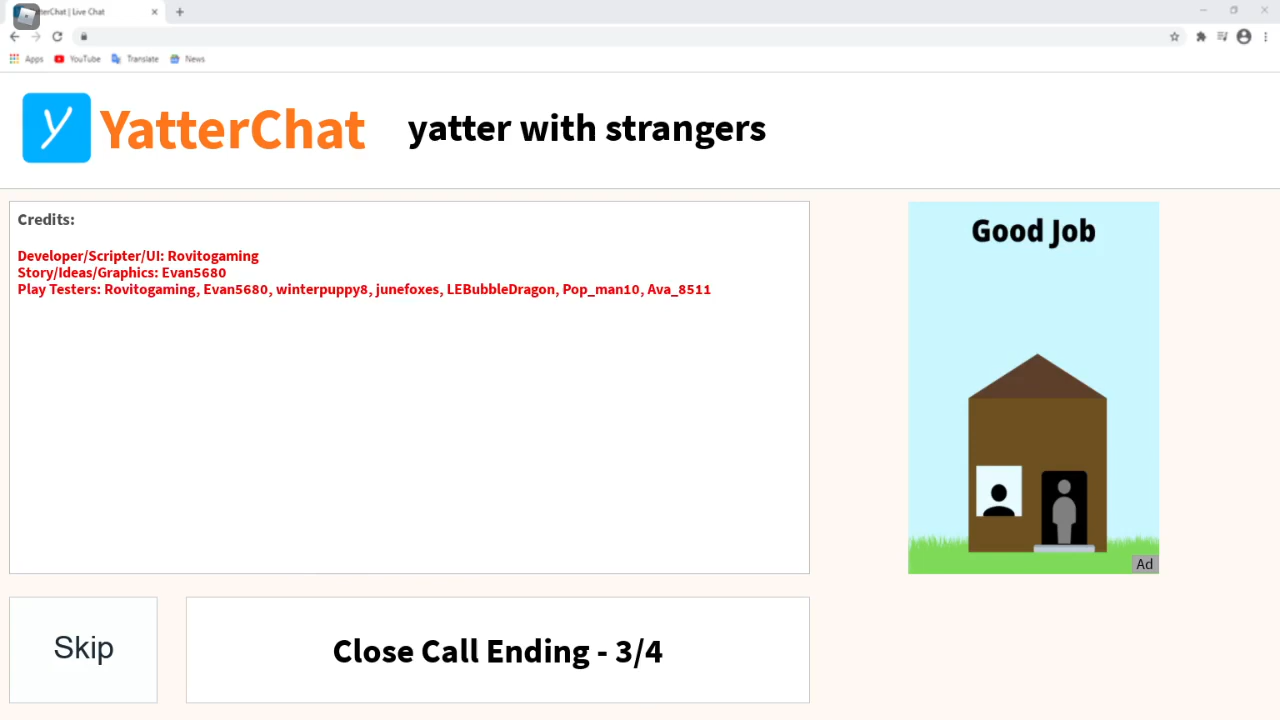 YatterChat | Live Chat
Apps YouTube Translate News
y YatterChat yatter with strangers
Credits:
Developer/Scripter/UI: Rovitogaming
Story/Ideas/Graphics: Evan5680
Play Testers: Rovitogaming, Evan5680, winterpuppy8, junefoxes, LEBubbleDragon, Pop_man10, Ava_8511
Good Job
Ad
Skip
Close Call Ending - 3/4